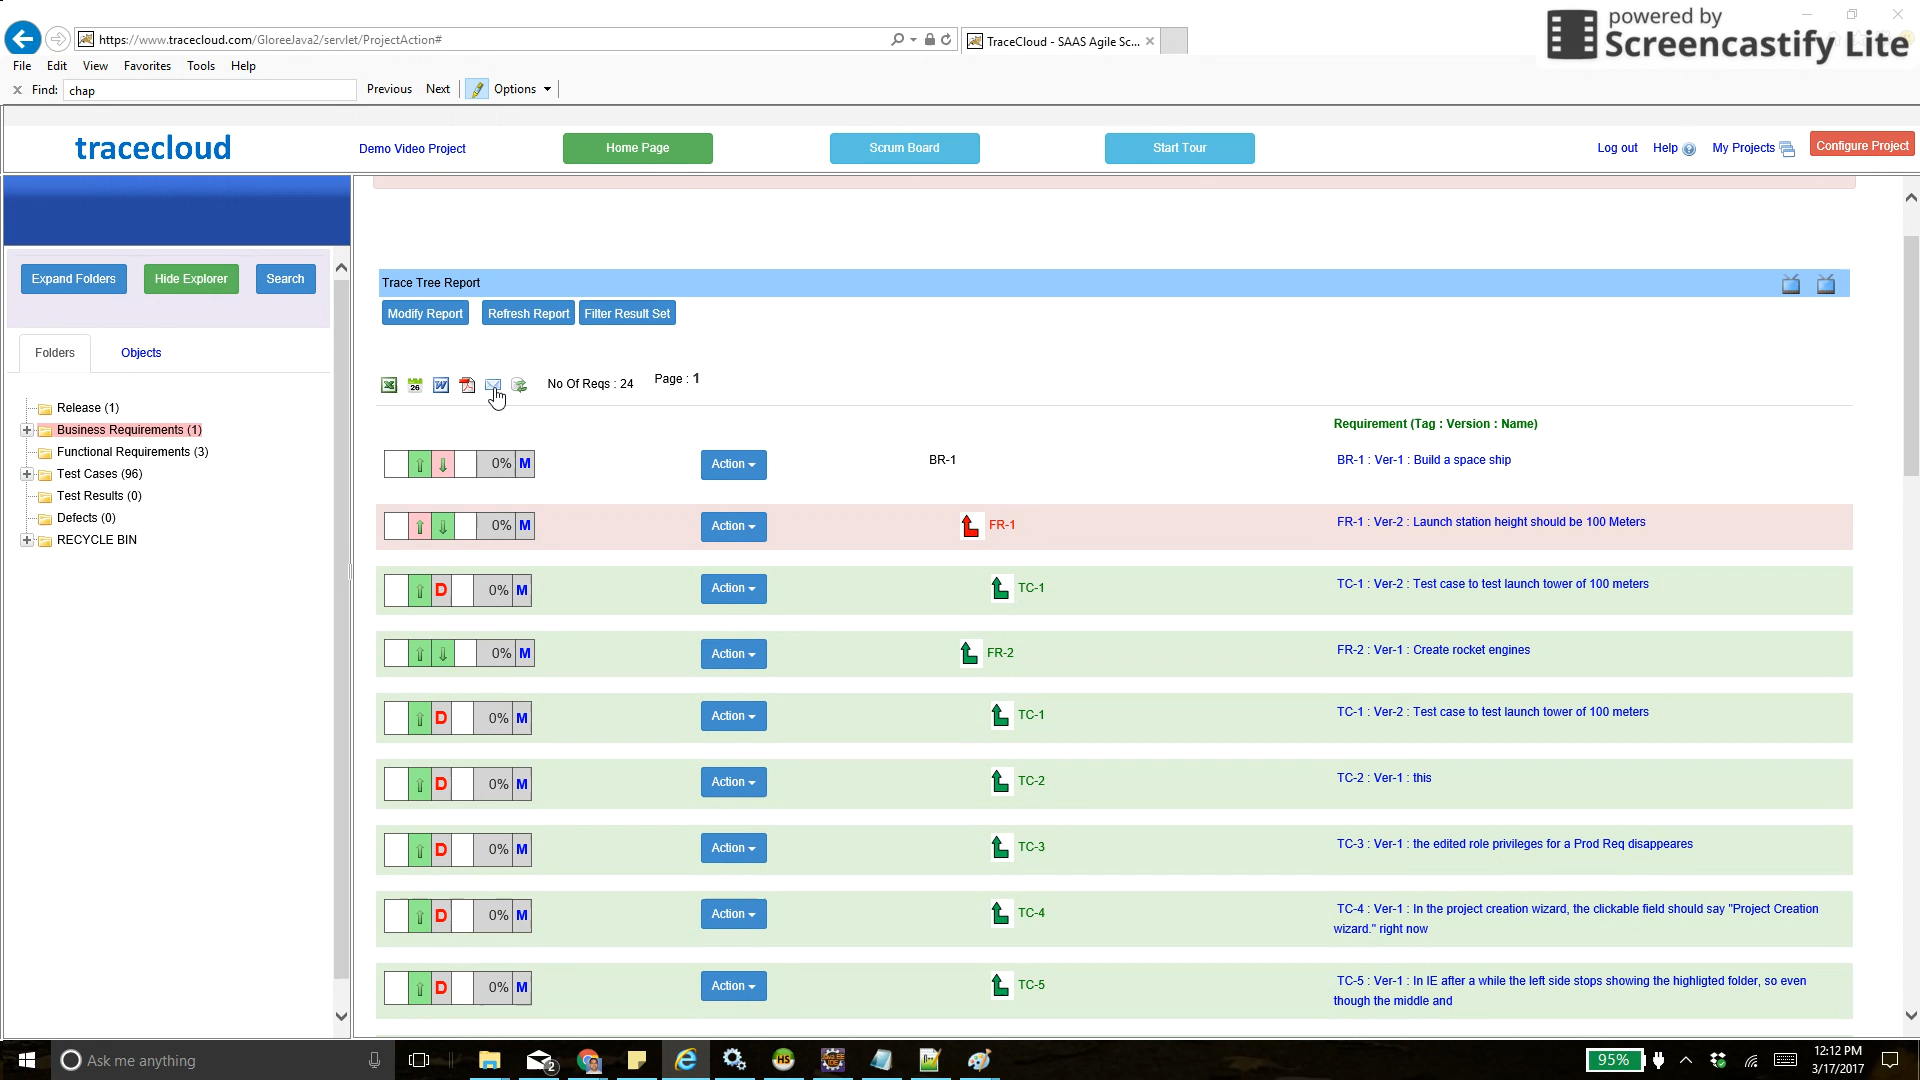 powered by
Screencastify Lite
https://www.tracecloud.com/GloreeJava2/servlet/ProjectAction#
TraceCloud - SAAS Agile Sc...
File Edit View Favorites Tools Help
Find: chap Previous Next Options
tracecloud
Demo Video Project
Home Page
Scrum Board
Start Tour
Log out
Help
My Projects
Configure Project
Expand Folders
Hide Explorer
Search
Folders
Objects
Release (1)
Business Requirements (1)
Functional Requirements (3)
Test Cases (96)
Test Results (0)
Defects (0)
RECYCLE BIN
Trace Tree Report
Modify Report
Refresh Report
Filter Result Set
26
No Of Reqs : 24
Page : 1
Requirement (Tag : Version : Name)
0% M Action BR-1 BR-1 : Ver-1 : Build a space ship
0% M Action FR-1 FR-1 : Ver-2 : Launch station height should be 100 Meters
D 0% M Action TC-1 TC-1 : Ver-2 : Test case to test launch tower of 100 meters
0% M Action FR-2 FR-2 : Ver-1 : Create rocket engines
D 0% M Action TC-1 TC-1 : Ver-2 : Test case to test launch tower of 100 meters
D 0% M Action TC-2 TC-2 : Ver-1 : this
D 0% M Action TC-3 TC-3 : Ver-1 : the edited role privileges for a Prod Req disappeares
D 0% M Action TC-4 TC-4 : Ver-1 : In the project creation wizard, the clickable field should say "Project Creation
wizard." right now
D 0% M Action TC-5 TC-5 : Ver-1 : In IE after a while the left side stops showing the highligted folder, so even
though the middle and
Ask me anything
2
HS
95%
12:12 PM
3/17/2017